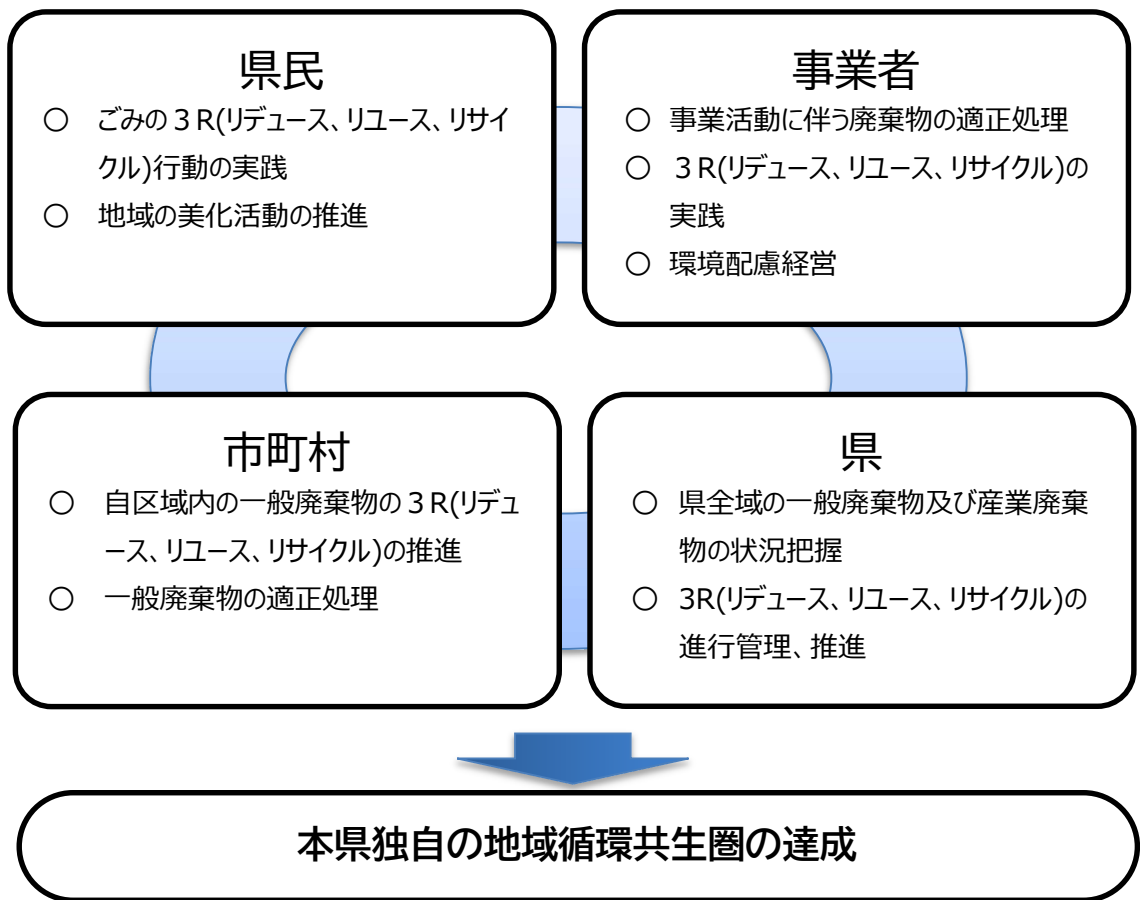 県民
○ ごみの３R(リデュース、リユース、リサイ
クル)行動の実践
○ 地域の美化活動の推進
事業者
○ 事業活動に伴う廃棄物の適正処理
○ ３R(リデュース、リユース、リサイクル)の
実践
○ 環境配慮経営
市町村
○ 自区域内の一般廃棄物の３R(リデュ
ース、リユース、リサイクル)の推進
○ 一般廃棄物の適正処理
県
○ 県全域の一般廃棄物及び産業廃棄
物の状況把握
○ 3R(リデュース、リユース、リサイクル)の
進行管理、推進
本県独自の地域循環共生圏の達成